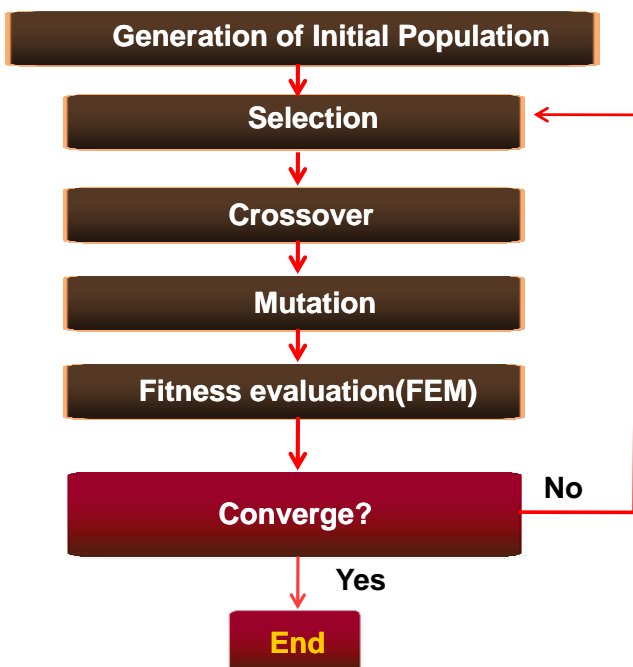 Generation of Initial Population
Selection
Crossover
Mutation
Fitness evaluation(FEM)
Converge?
No
Yes
End